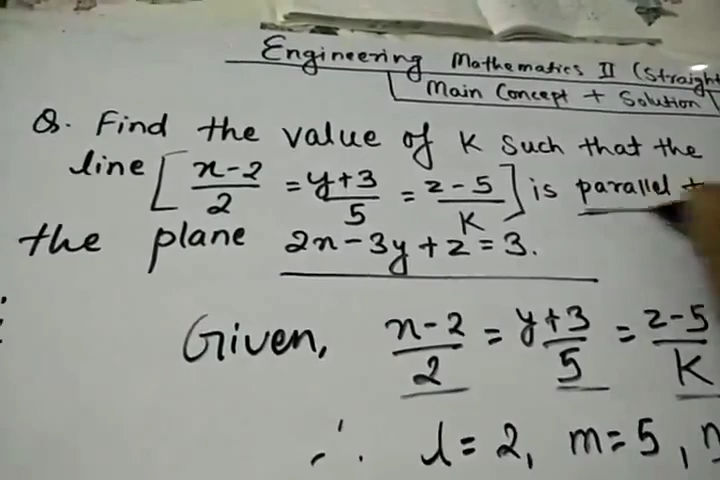 Engineering Mathematics II (Straight
Main Concept + Solution
Q. Find the value of K such that the
line [ x-2/2 = y+3/5 = z-5/K ] is parallel
the plane 2x-3y+z=3.
Given, x-2/2 = y+3/5 = z-5/K
∴ l=2, m=5,